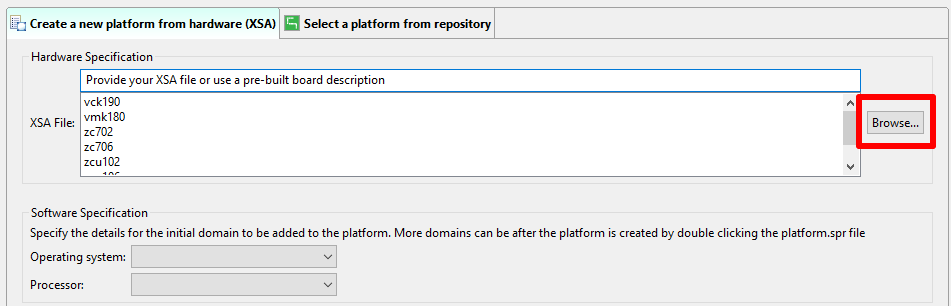 Create a new platform from hardware (XSA)
Select a platform from repository
Hardware Specification
Provide your XSA file or use a pre-built board description
XSA File:
vck190
vmk180
zc702
zc706
zcu102
Browse...
Software Specification
Specify the details for the initial domain to be added to the platform. More domains can be after the platform is created by double clicking the platform.spr file
Operating system:
Processor: